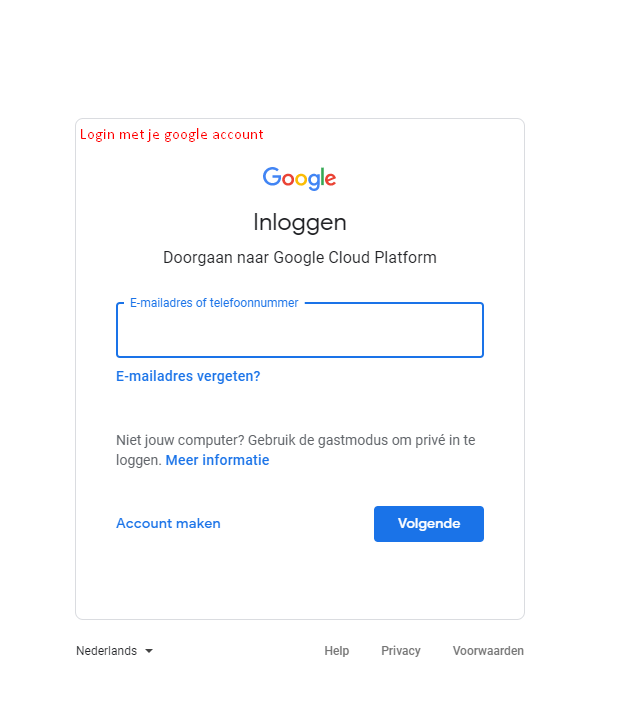 Login met je google account
Google
Inloggen
Doorgaan naar Google Cloud Platform
E-mailadres of telefoonnummer
E-mailadres vergeten?
Niet jouw computer? Gebruik de gastmodus om privé in te
loggen. Meer informatie
Account maken Volgende
Nederlands Help Privacy Voorwaarden